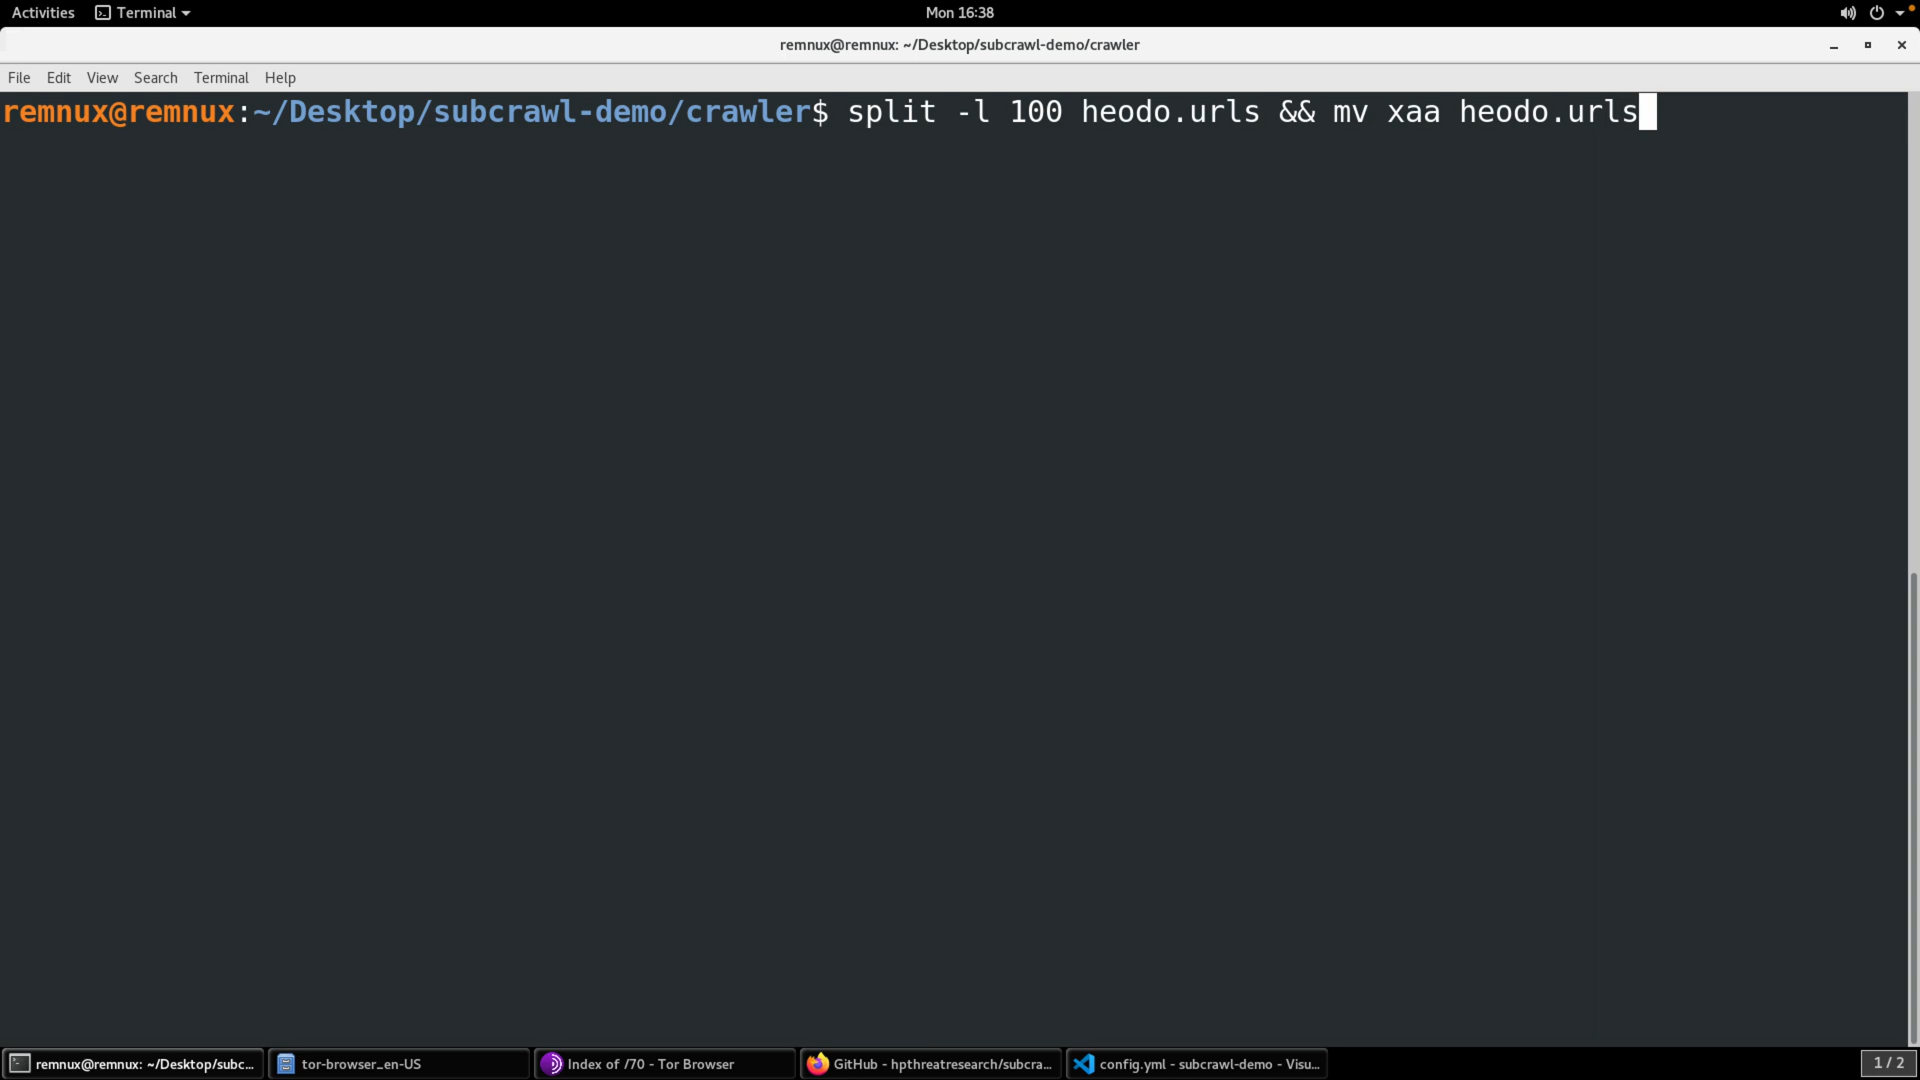 Activities Terminal Mon 16:38
remnux@remnux: ~/Desktop/subcrawl-demo/crawler
File Edit View Search Terminal Help
remnux@remnux:~/Desktop/subcrawl-demo/crawler$ split -l 100 heodo.urls && mv xaa heodo.urls
remnux@remnux: ~/Desktop/subc... tor-browser_en-US Index of /70 - Tor Browser GitHub - hpthreatresearch/subcra... config.yml - subcrawl-demo - Visu... 1 / 2